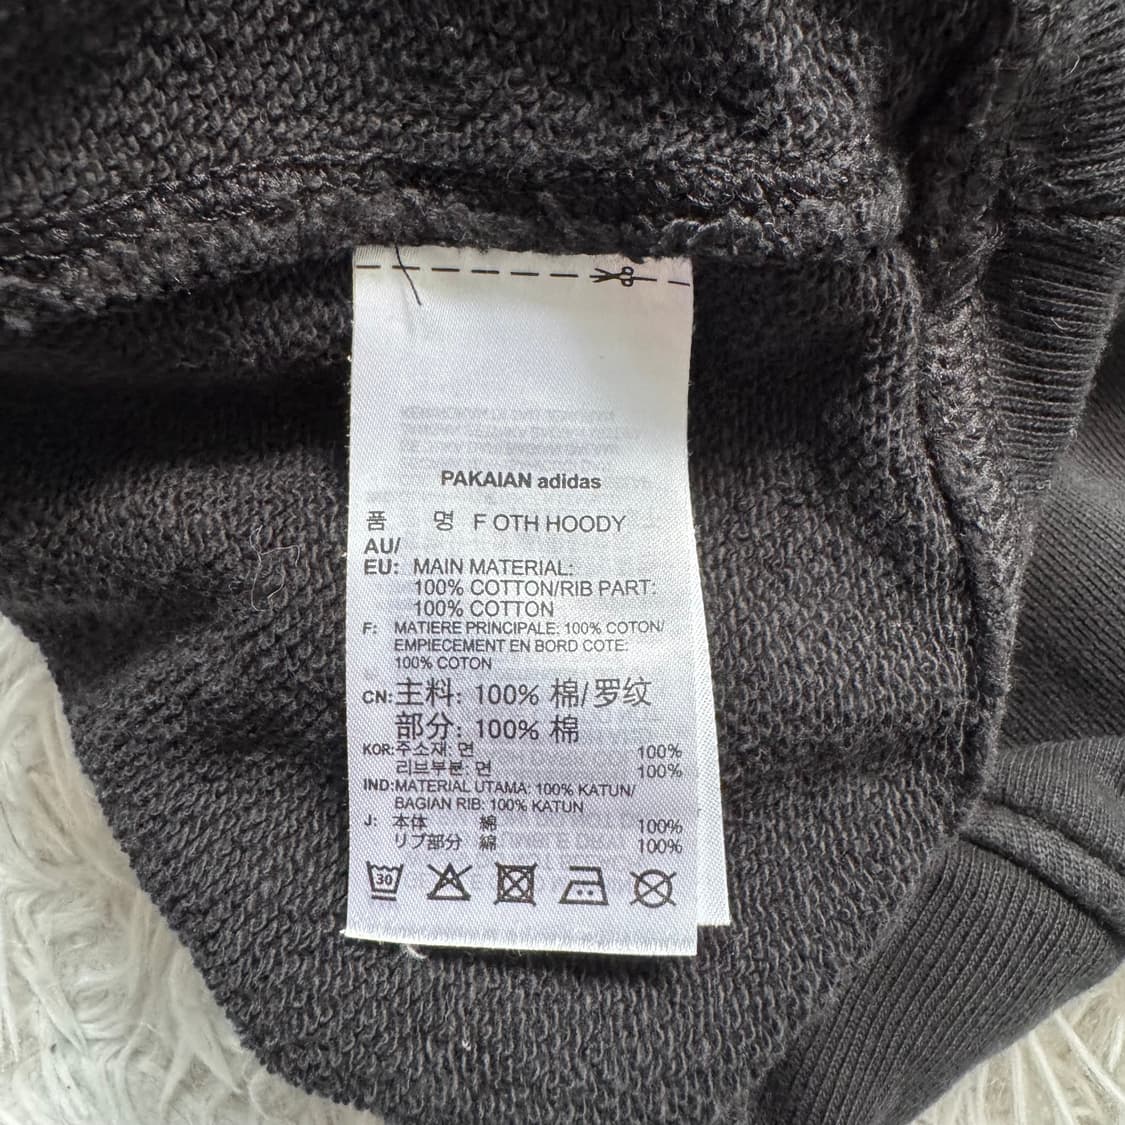 PAKAIAN adidas
품 명 F OTH HOODY
AU/
EU: MAIN MATERIAL:
100% COTTON/RIB PART:
100% COTTON
F: MATIERE PRINCIPALE: 100% COTON/
EMPIECEMENT EN BORD COTE:
100% COTON
CN: 主料: 100% 棉/罗纹
部分: 100% 棉
KOR: 주소재: 면 100%
리브부분: 면 100%
IND: MATERIAL UTAMA: 100% KATUN/
BAGIAN RIB: 100% KATUN
J: 本体 綿 100%
リブ部分 綿 100%
30